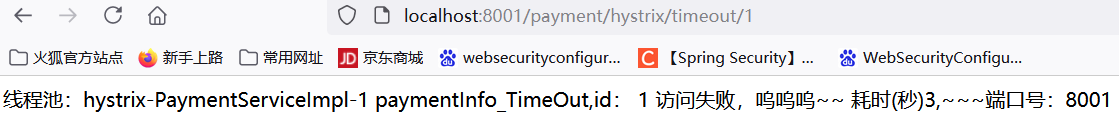 localhost:8001/payment/hystrix/timeout/1
火狐官方站点 新手上路 常用网址 JD 京东商城 websecurityconfigur... C 【Spring Security】... WebSecurityConfigu...
线程池：hystrix-PaymentServiceImpl-1 paymentInfo_TimeOut,id： 1 访问失败，呜呜呜~~ 耗时(秒)3,~~~端口号：8001